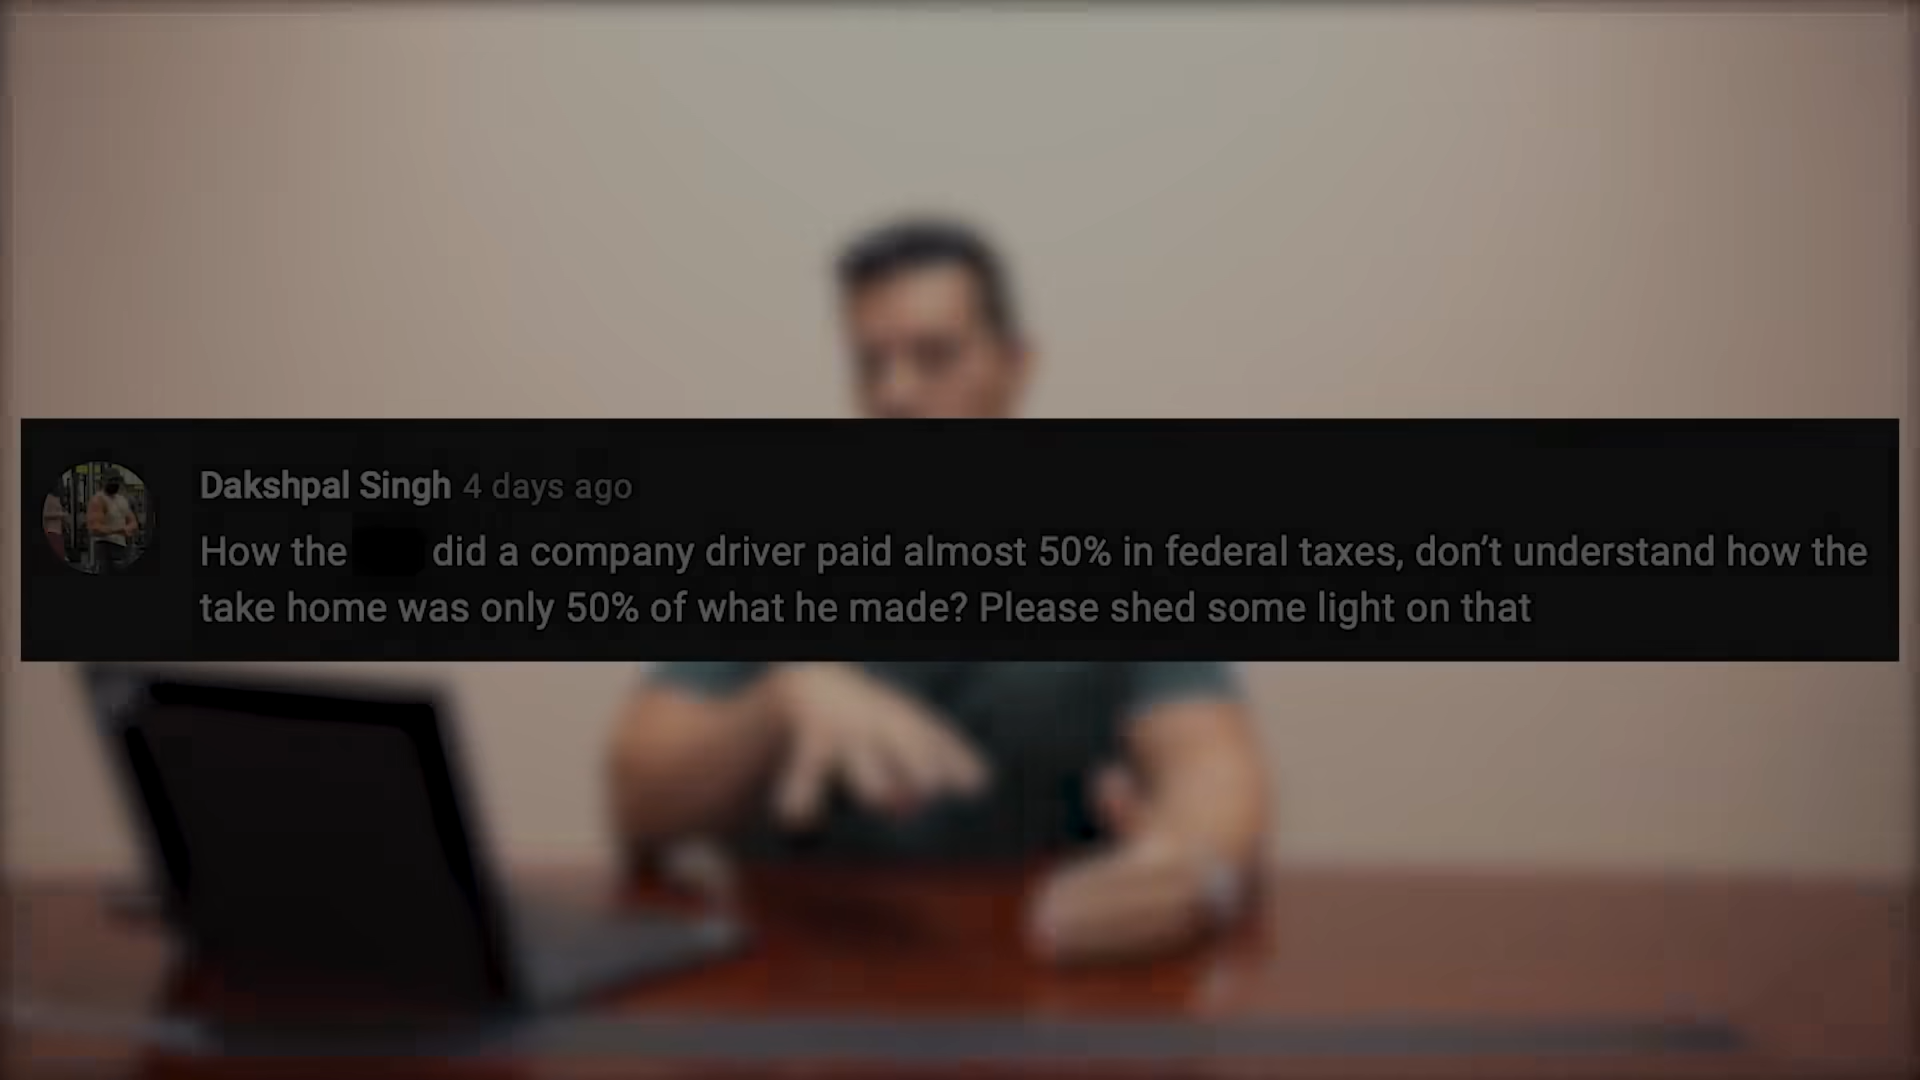 Dakshpal Singh 4 days ago
How the did a company driver paid almost 50% in federal taxes, don’t understand how the
take home was only 50% of what he made? Please shed some light on that